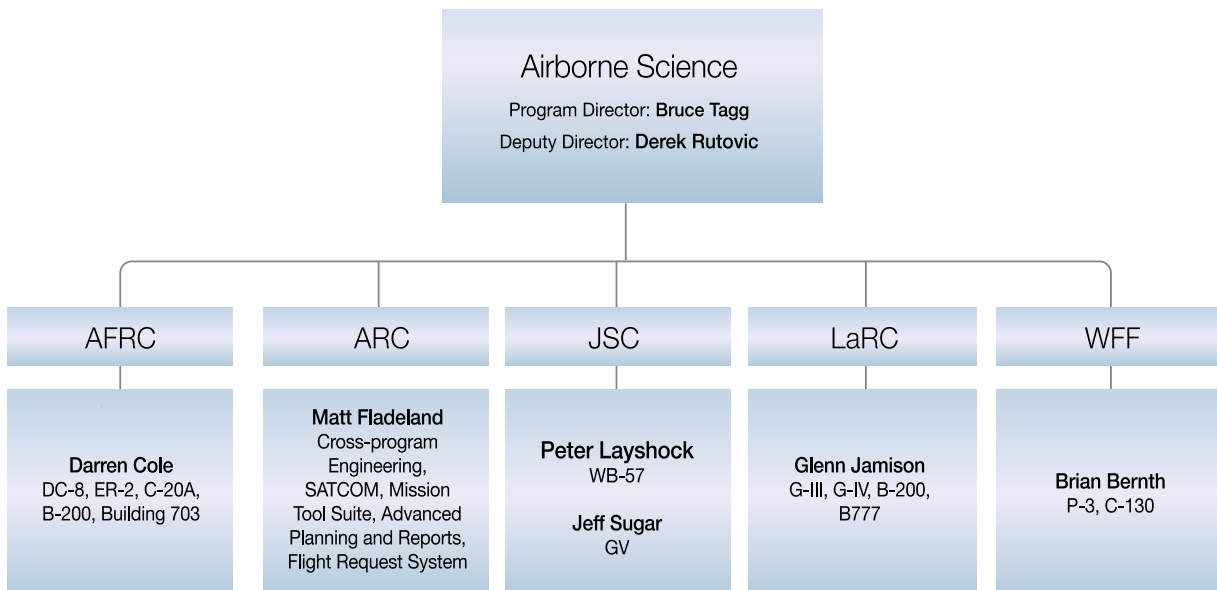 Airborne Science
Program Director: Bruce Tagg
Deputy Director: Derek Rutovic
AFRC
Darren Cole
DC-8, ER-2, C-20A,
B-200, Building 703
ARC
Matt Fladeland
Cross-program
Engineering,
SATCOM, Mission
Tool Suite, Advanced
Planning and Reports,
Flight Request System
JSC
Peter Layshock
WB-57
Jeff Sugar
GV
LaRC
Glenn Jamison
G-III, G-IV, B-200,
B777
WFF
Brian Bernth
P-3, C-130